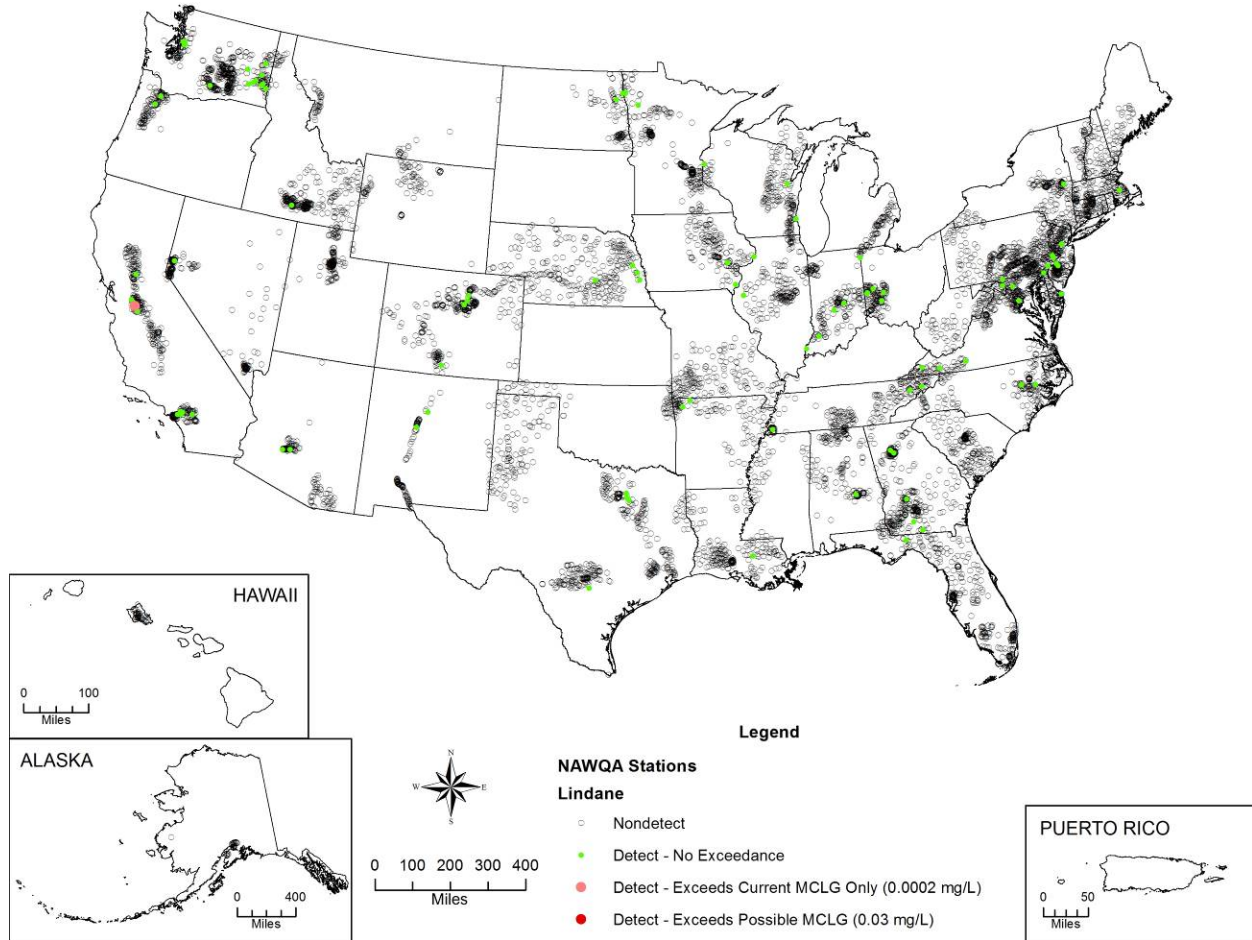 HAWAII
0 100
Miles
ALASKA
0 400
Miles
N
W E
S
0 100 200 300 400
Miles
Legend
NAWQA Stations
Lindane
Nondetect
Detect - No Exceedance
Detect - Exceeds Current MCLG Only (0.0002 mg/L)
Detect - Exceeds Possible MCLG (0.03 mg/L)
PUERTO RICO
0 50
Miles